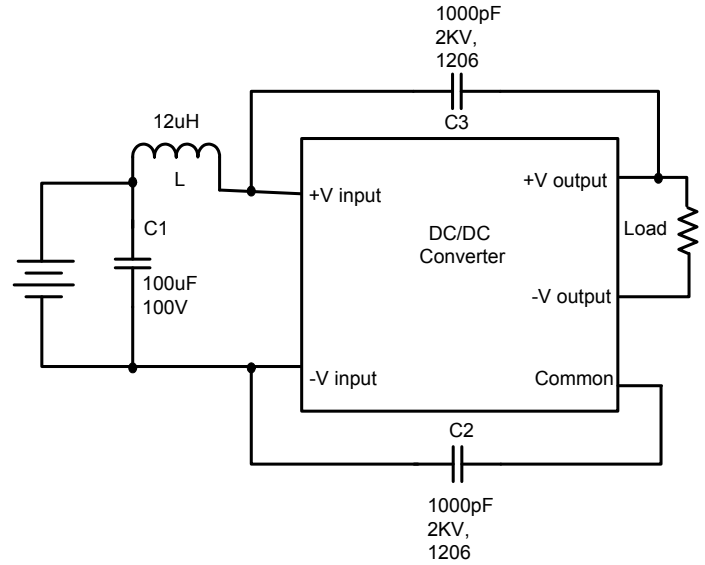 1000pF
2KV,
1206
C3
12uH
L
+V input
+V output
C1
DC/DC
Converter
Load
100uF
100V
-V output
-V input
Common
C2
1000pF
2KV,
1206